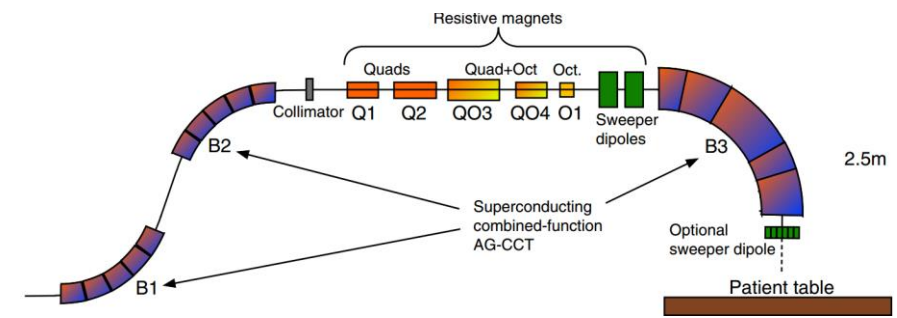 Resistive magnets
Quads
Quad+Oct
Oct.
Collimator
Q1
Q2
QO3
QO4
O1
Sweeper
dipoles
B2
B3
2.5m
Superconducting
combined-function
AG-CCT
Optional
sweeper dipole
B1
Patient table